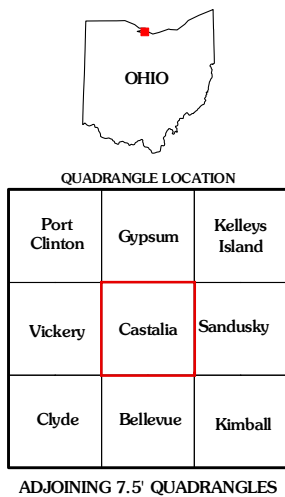 OHIO
QUADRANGLE LOCATION
Port
Clinton
Gypsum
Kelleys
Island
Vickery
Castalia
Sandusky
Clyde
Bellevue
Kimball
ADJOINING 7.5' QUADRANGLES